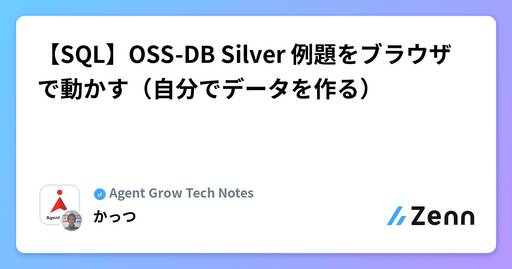 【SQL】OSS-DB Silver 例題をブラウザ
で動かす（自分でデータを作る）
Agent Grow Tech Notes
かっつ
Zenn
Agent